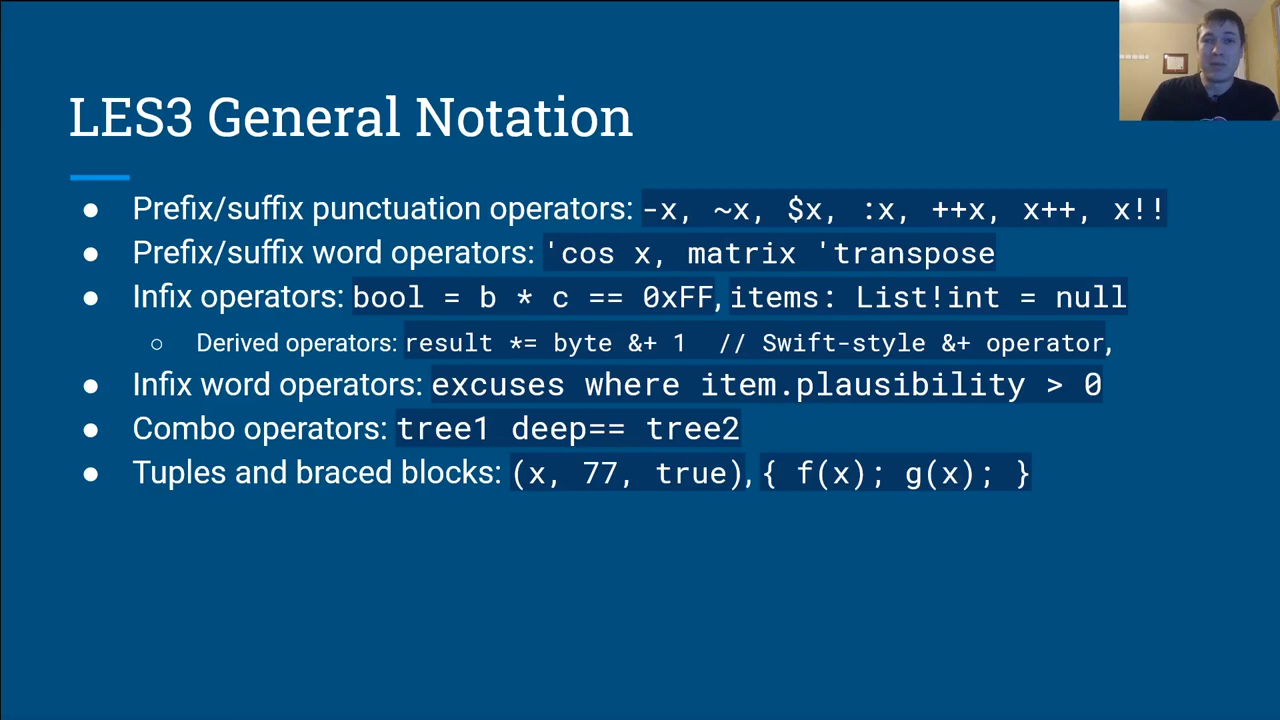 LES3 General Notation
● Prefix/suffix punctuation operators: -x, ~x, $x, :x, ++x, x++, x!!
● Prefix/suffix word operators: 'cos x, matrix 'transpose
● Infix operators: bool = b * c == 0xFF, items: List!int = null
○ Derived operators: result *= byte &+ 1  // Swift-style &+ operator,
● Infix word operators: excuses where item.plausibility > 0
● Combo operators: tree1 deep== tree2
● Tuples and braced blocks: (x, 77, true), { f(x); g(x); }